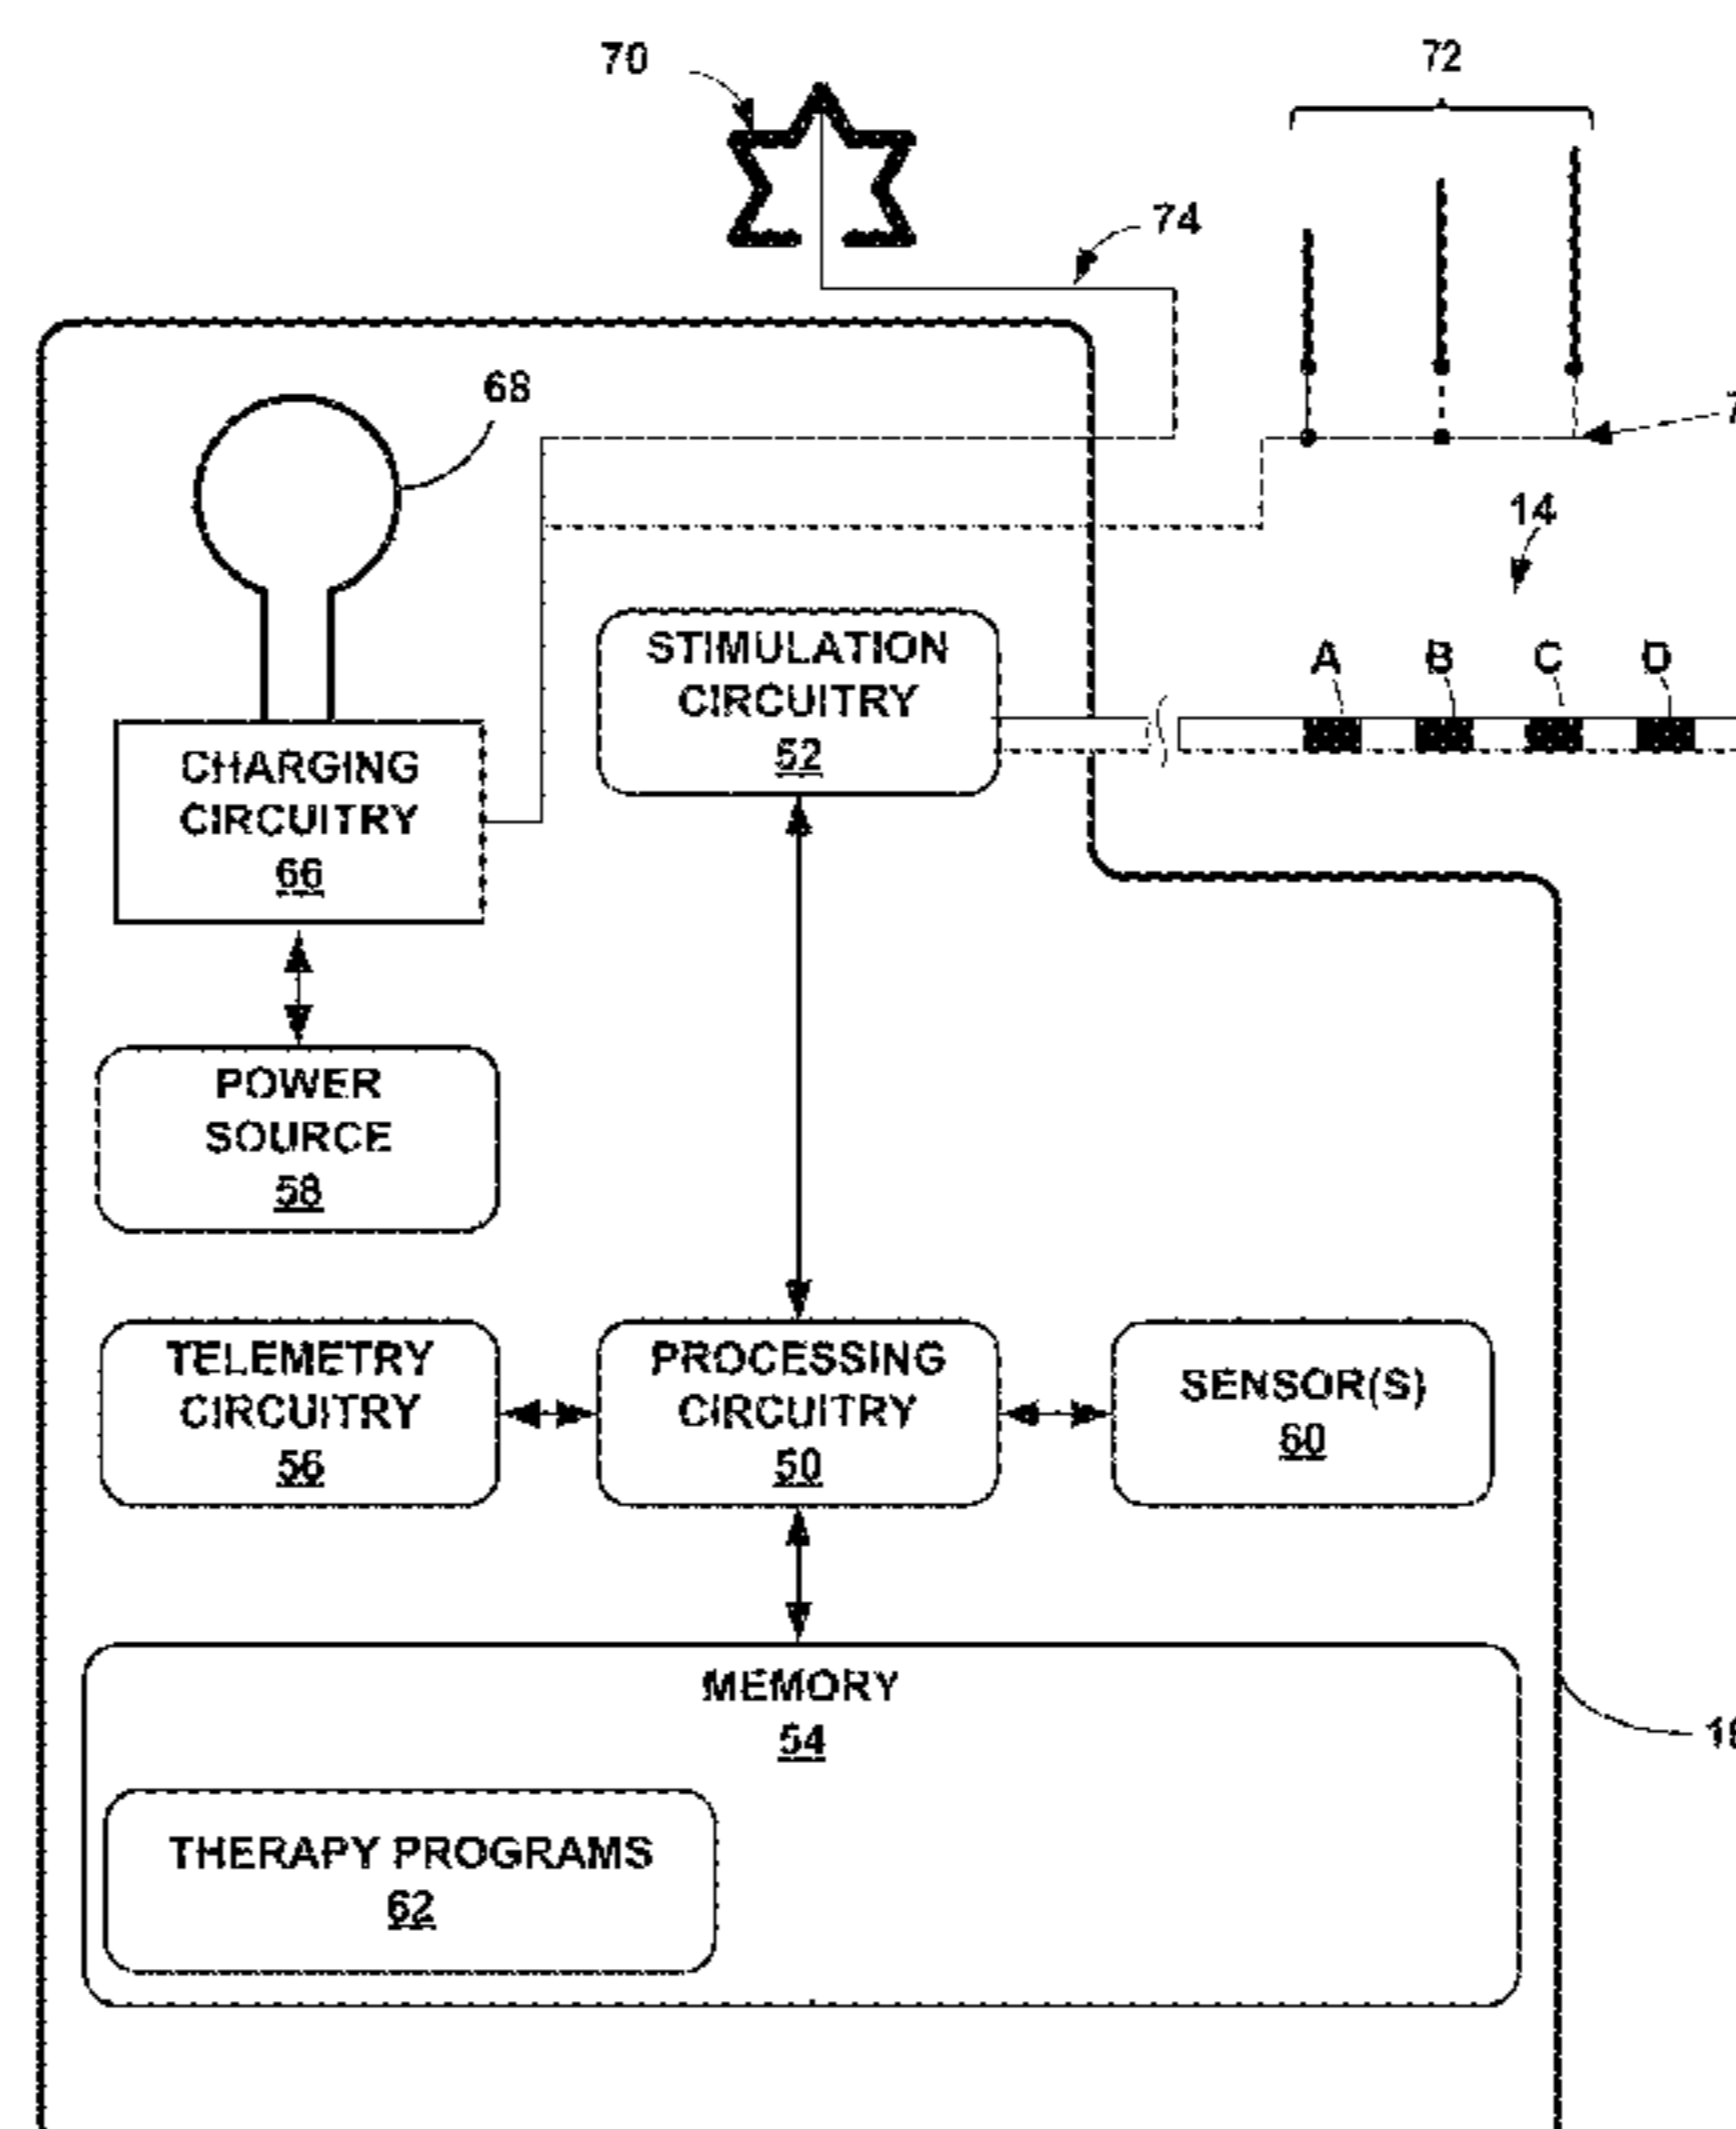 70
72
74
68
14
STIMULATION
CIRCUITRY
52
A B C D
CHARGING
CIRCUITRY
66
POWER
SOURCE
58
TELEMETRY
CIRCUITRY
56
PROCESSING
CIRCUITRY
50
SENSOR(S)
60
MEMORY
54
THERAPY PROGRAMS
62